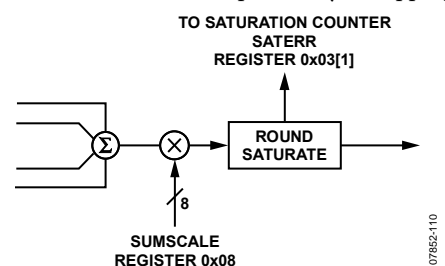 TO SATURATION COUNTER
SATERR
REGISTER 0x03[1]
Σ
×
ROUND
SATURATE
8
SUMSCALE
REGISTER 0x08
07852-110